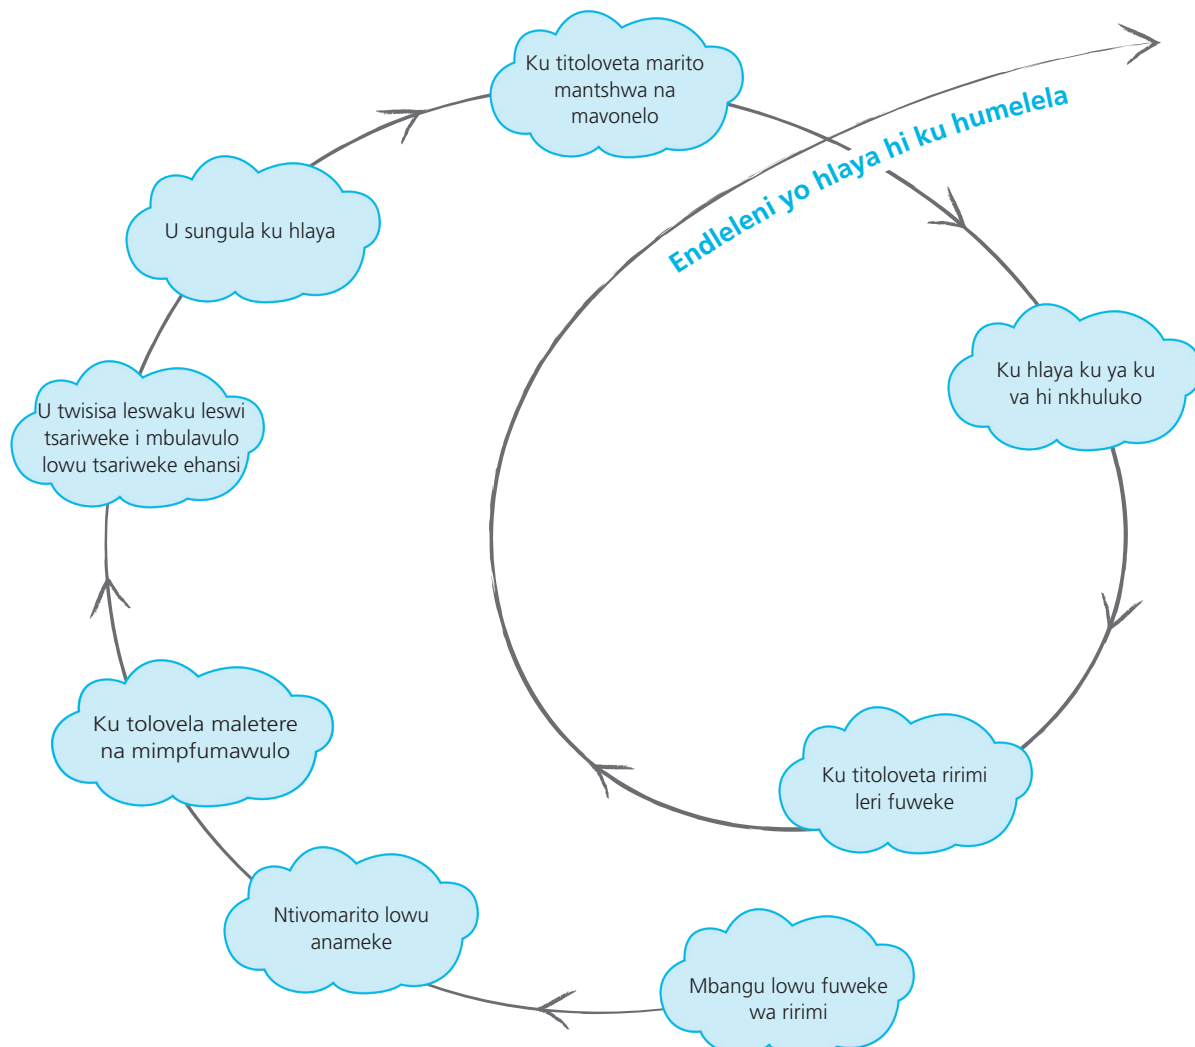 Ku titoloveta marito
mantshwa na
mavonelo
Endleleni yo hlaya hi ku humelela
U sungula ku hlaya
Ku hlaya ku ya ku
va hi nkhuluko
U twisisa leswaku leswi
tsariweke i mbulavulo
lowu tsariweke ehansi
Ku tolovela maletere
na mimpfumawulo
Ku titoloveta ririmi
leri fuweke
Ntivomarito lowu
anameke
Mbangu lowu fuweke
wa ririmi